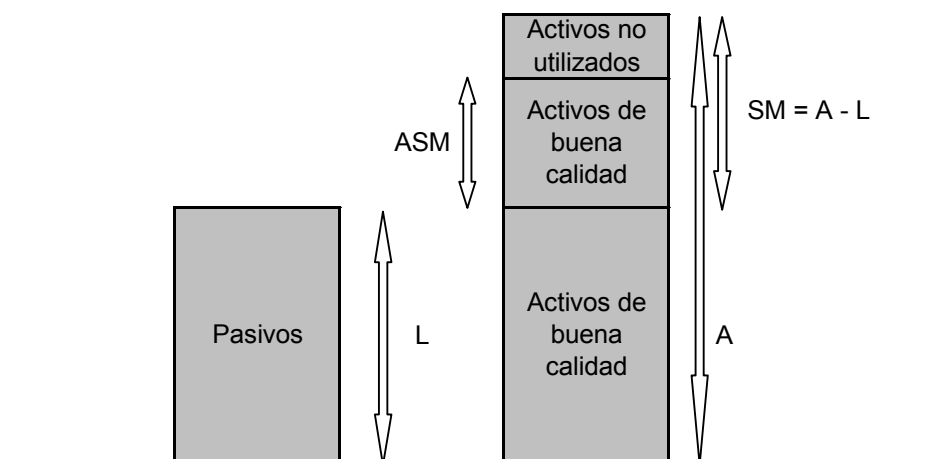 Activos no
utilizados
ASM
Activos de
buena
calidad
SM = A - L
Pasivos
L
Activos de
buena
calidad
A